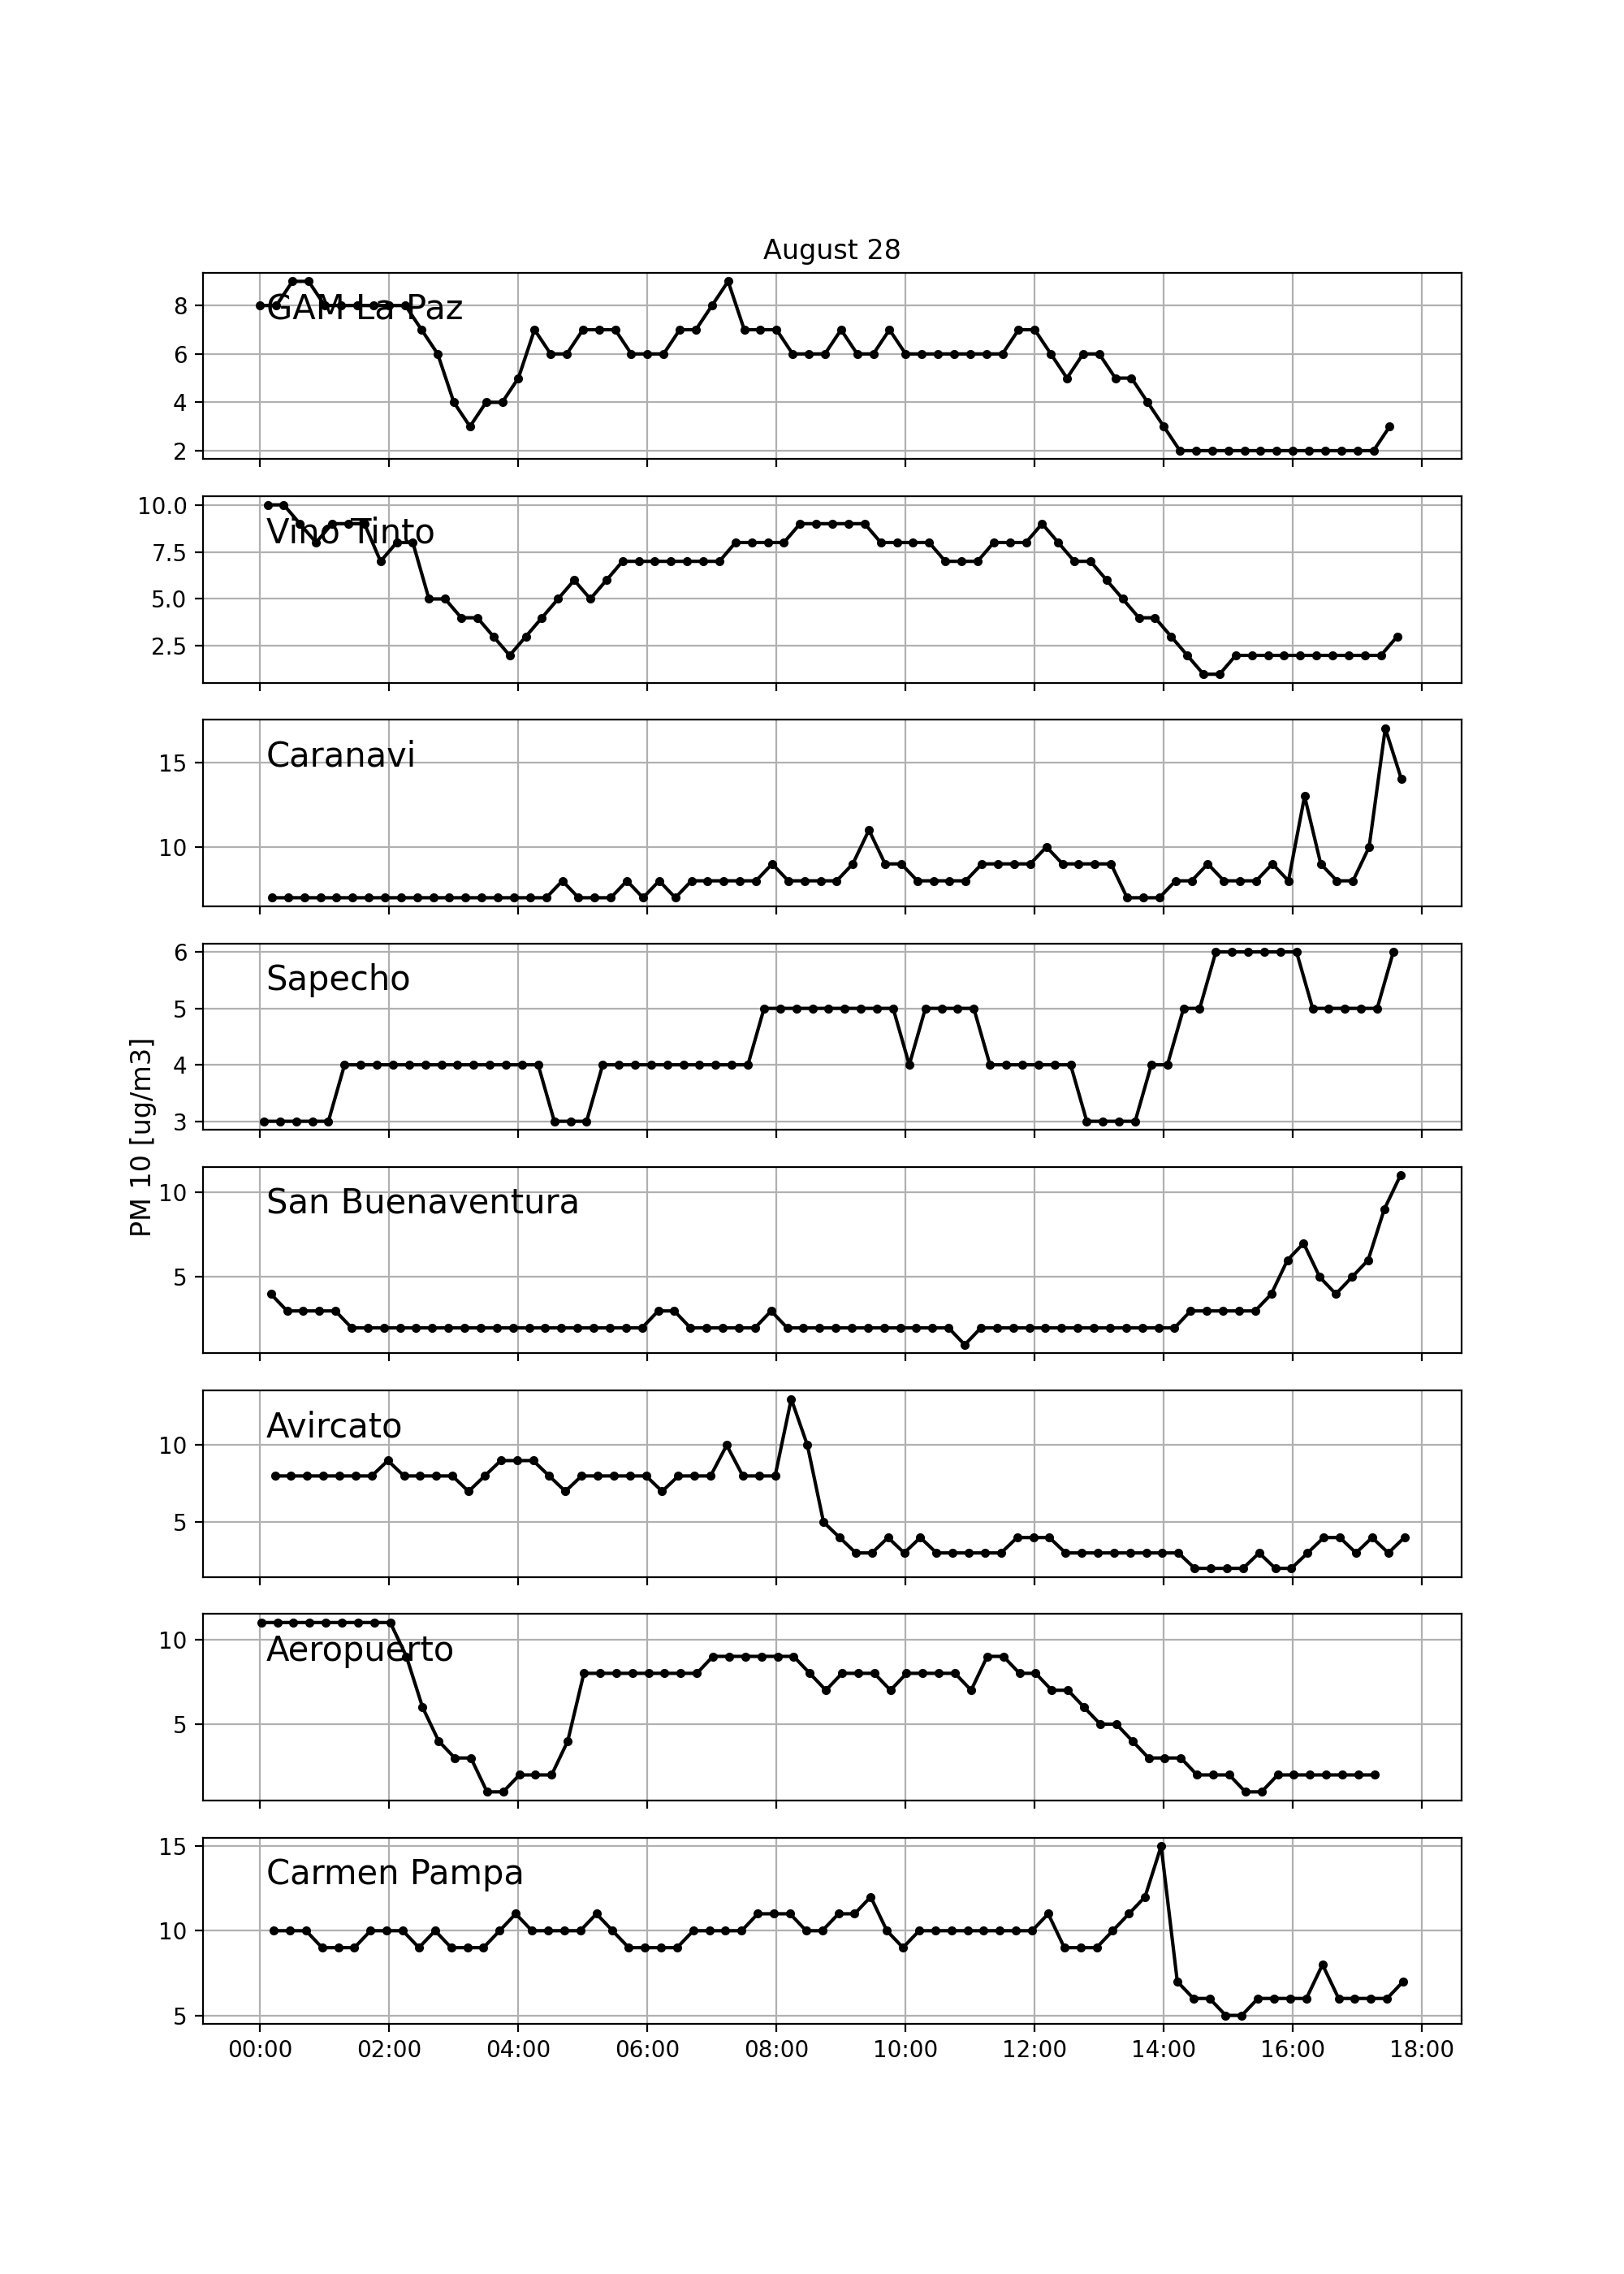 August 28
PM 10 [ug/m3]
GAM La Paz
8
6
4
2
Vino Tinto
10.0
7.5
5.0
2.5
Caranavi
15
10
Sapecho
6
5
4
3
San Buenaventura
10
5
Avircato
10
5
Aeropuerto
10
5
Carmen Pampa
15
10
5
00:00 02:00 04:00 06:00 08:00 10:00 12:00 14:00 16:00 18:00